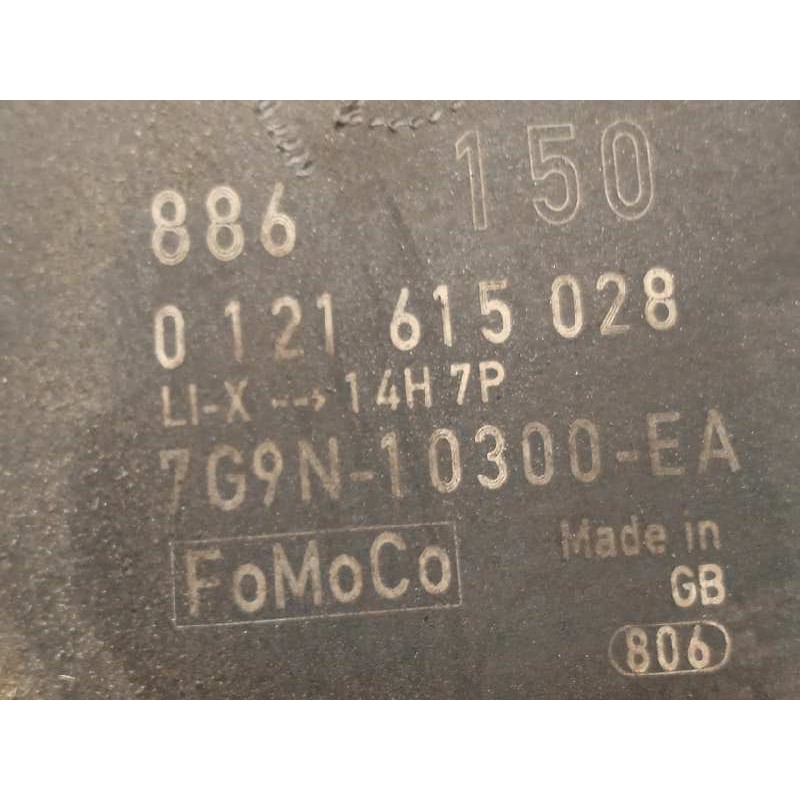 150
886
0 121 615 028
LI-X --→ 14H 7P
7G9N-10300-EA
FoMoCo
Made in
GB
806